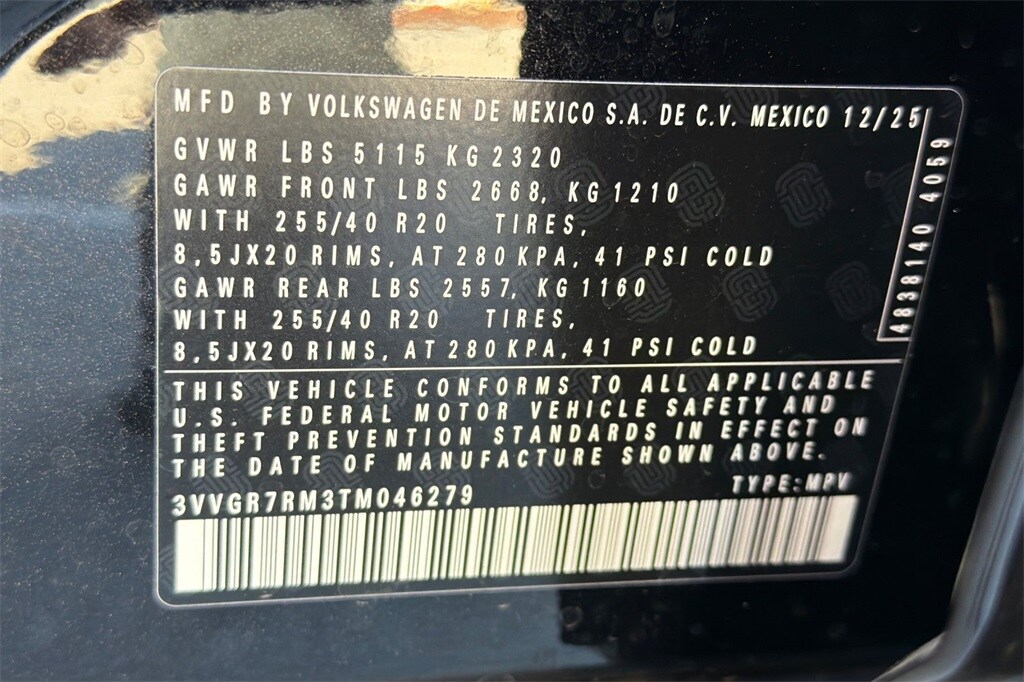 MFD BY VOLKSWAGEN DE MEXICO S.A. DE C.V. MEXICO 12/25
GVWR LBS 5115 KG 2320
GAWR FRONT LBS 2668, KG 1210
WITH 255/40 R20 TIRES,
8,5JX20 RIMS, AT 280 KPA, 41 PSI COLD
GAWR REAR LBS 2557, KG 1160
WITH 255/40 R20 TIRES,
8,5JX20 RIMS, AT 280 KPA, 41 PSI COLD
4838140 4059
THIS VEHICLE CONFORMS TO ALL APPLICABLE
U.S. FEDERAL MOTOR VEHICLE SAFETY AND
THEFT PREVENTION STANDARDS IN EFFECT ON
THE DATE OF MANUFACTURE SHOWN ABOVE.
3VVGR7RM3TM046279 TYPE:MPV